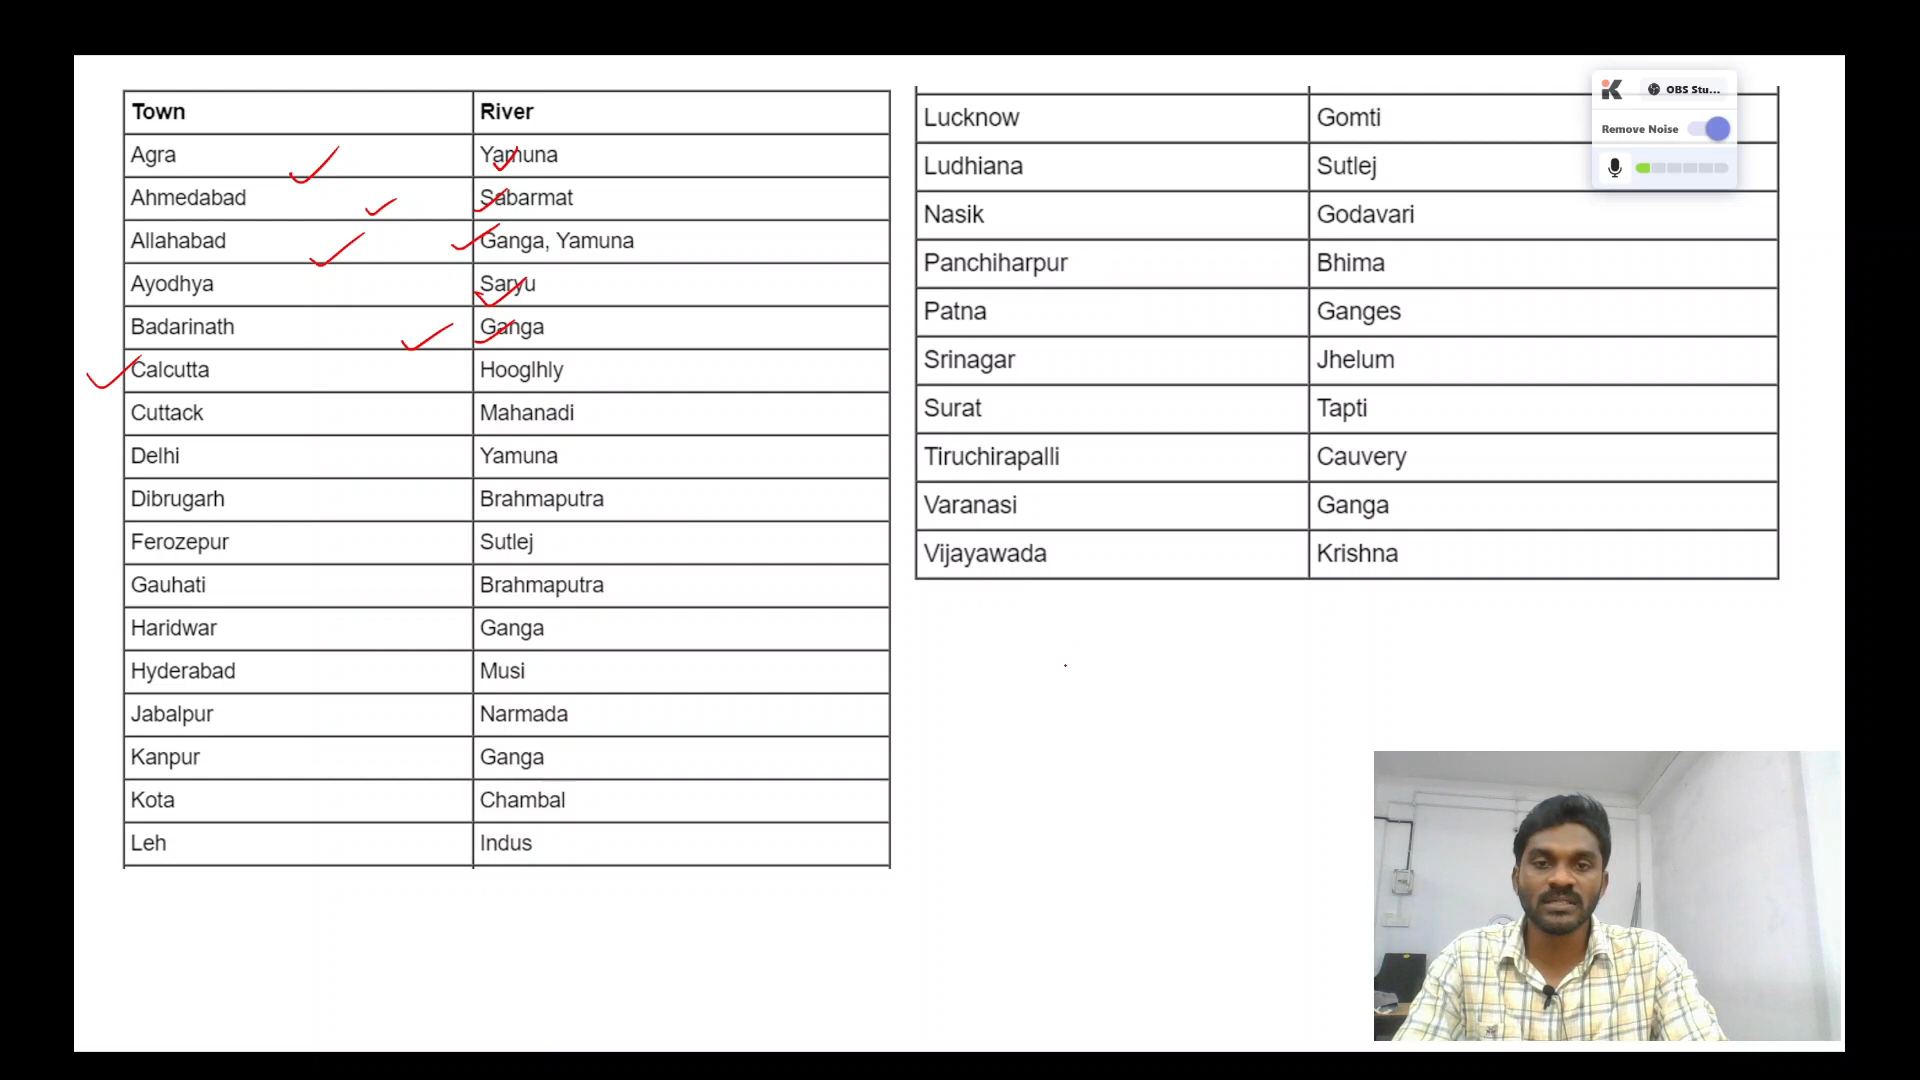 Town River
Agra Yamuna
Ahmedabad Sabarmat
Allahabad Ganga, Yamuna
Ayodhya Saryu
Badarinath Ganga
Calcutta Hooglhly
Cuttack Mahanadi
Delhi Yamuna
Dibrugarh Brahmaputra
Ferozepur Sutlej
Gauhati Brahmaputra
Haridwar Ganga
Hyderabad Musi
Jabalpur Narmada
Kanpur Ganga
Kota Chambal
Leh Indus
Lucknow Gomti
Ludhiana Sutlej
Nasik Godavari
Panchiharpur Bhima
Patna Ganges
Srinagar Jhelum
Surat Tapti
Tiruchirapalli Cauvery
Varanasi Ganga
Vijayawada Krishna
OBS Stu...
Remove Noise